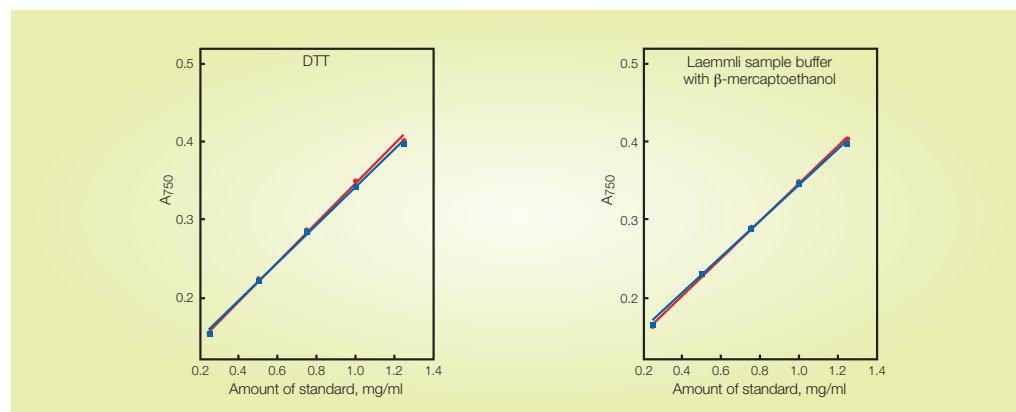 DTT
0.5
0.4
0.3
0.2
A750
0.2 0.4 0.6 0.8 1.0 1.2 1.4
Amount of standard, mg/ml
Laemmli sample buffer
with β-mercaptoethanol
0.5
0.4
0.3
0.2
A750
0.2 0.4 0.6 0.8 1.0 1.2 1.4
Amount of standard, mg/ml